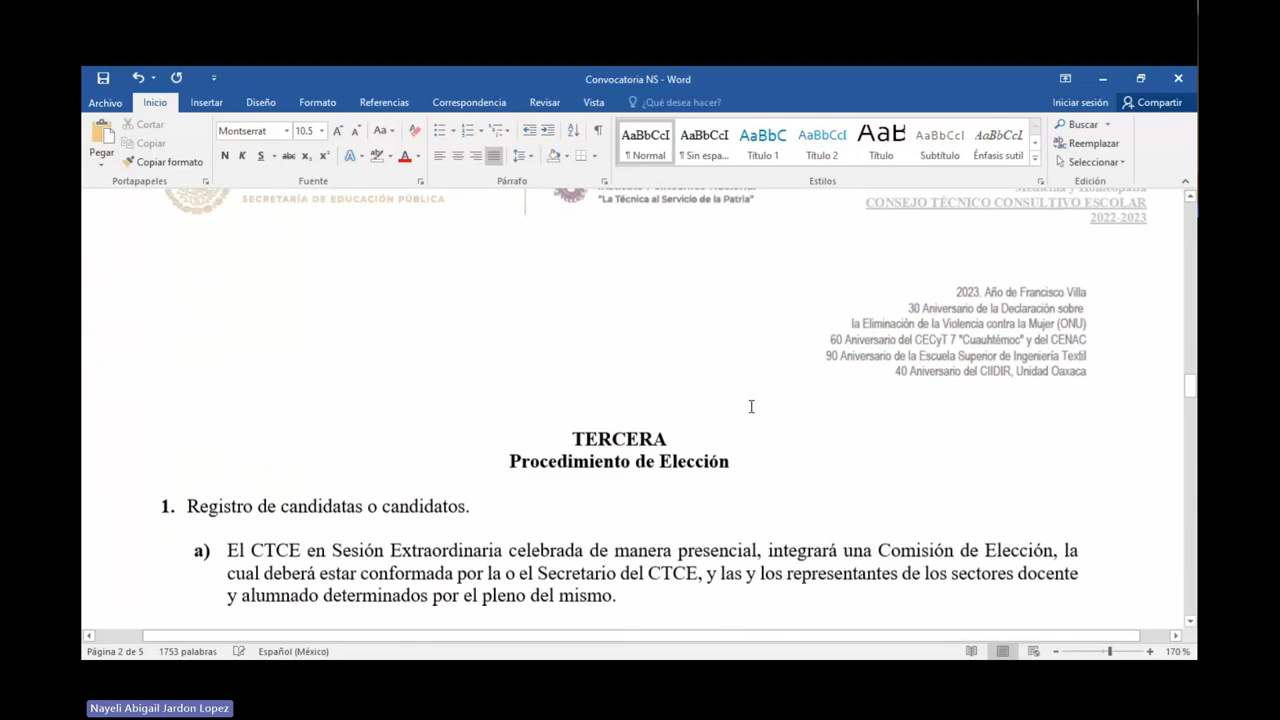 Convocatoria NS - Word
Archivo Inicio Insertar Diseño Formato Referencias Correspondencia Revisar Vista ¿Qué desea hacer? Iniciar sesión Compartir
Pegar
Cortar
Copiar
Copiar formato
Portapapeles
Montserrat 10.5 Aa
N K S abc x₂ x² A A
Fuente
Párrafo
AaBbCcI AaBbCcI AaBbC AaBbCcI AaB AaBbCcI AaBbCcI
¶ Normal ¶ Sin espa... Título 1 Título 2 Título Subtítulo Énfasis sutil
Estilos
Buscar
Reemplazar
Seleccionar
Edición
SECRETARÍA DE EDUCACIÓN PÚBLICA
Instituto Politécnico Nacional
"La Técnica al Servicio de la Patria"
Medicina y Homeopatía
CONSEJO TÉCNICO CONSULTIVO ESCOLAR
2022-2023
2023. Año de Francisco Villa
30 Aniversario de la Declaración sobre
la Eliminación de la Violencia contra la Mujer (ONU)
60 Aniversario del CECyT 7 "Cuauhtémoc" y del CENAC
90 Aniversario de la Escuela Superior de Ingeniería Textil
40 Aniversario del CIIDIR, Unidad Oaxaca
TERCERA
Procedimiento de Elección
1. Registro de candidatas o candidatos.
a) El CTCE en Sesión Extraordinaria celebrada de manera presencial, integrará una Comisión de Elección, la
cual deberá estar conformada por la o el Secretario del CTCE, y las y los representantes de los sectores docente
y alumnado determinados por el pleno del mismo.
Página 2 de 5 1753 palabras Español (México) 170 %
Nayeli Abigail Jardon Lopez